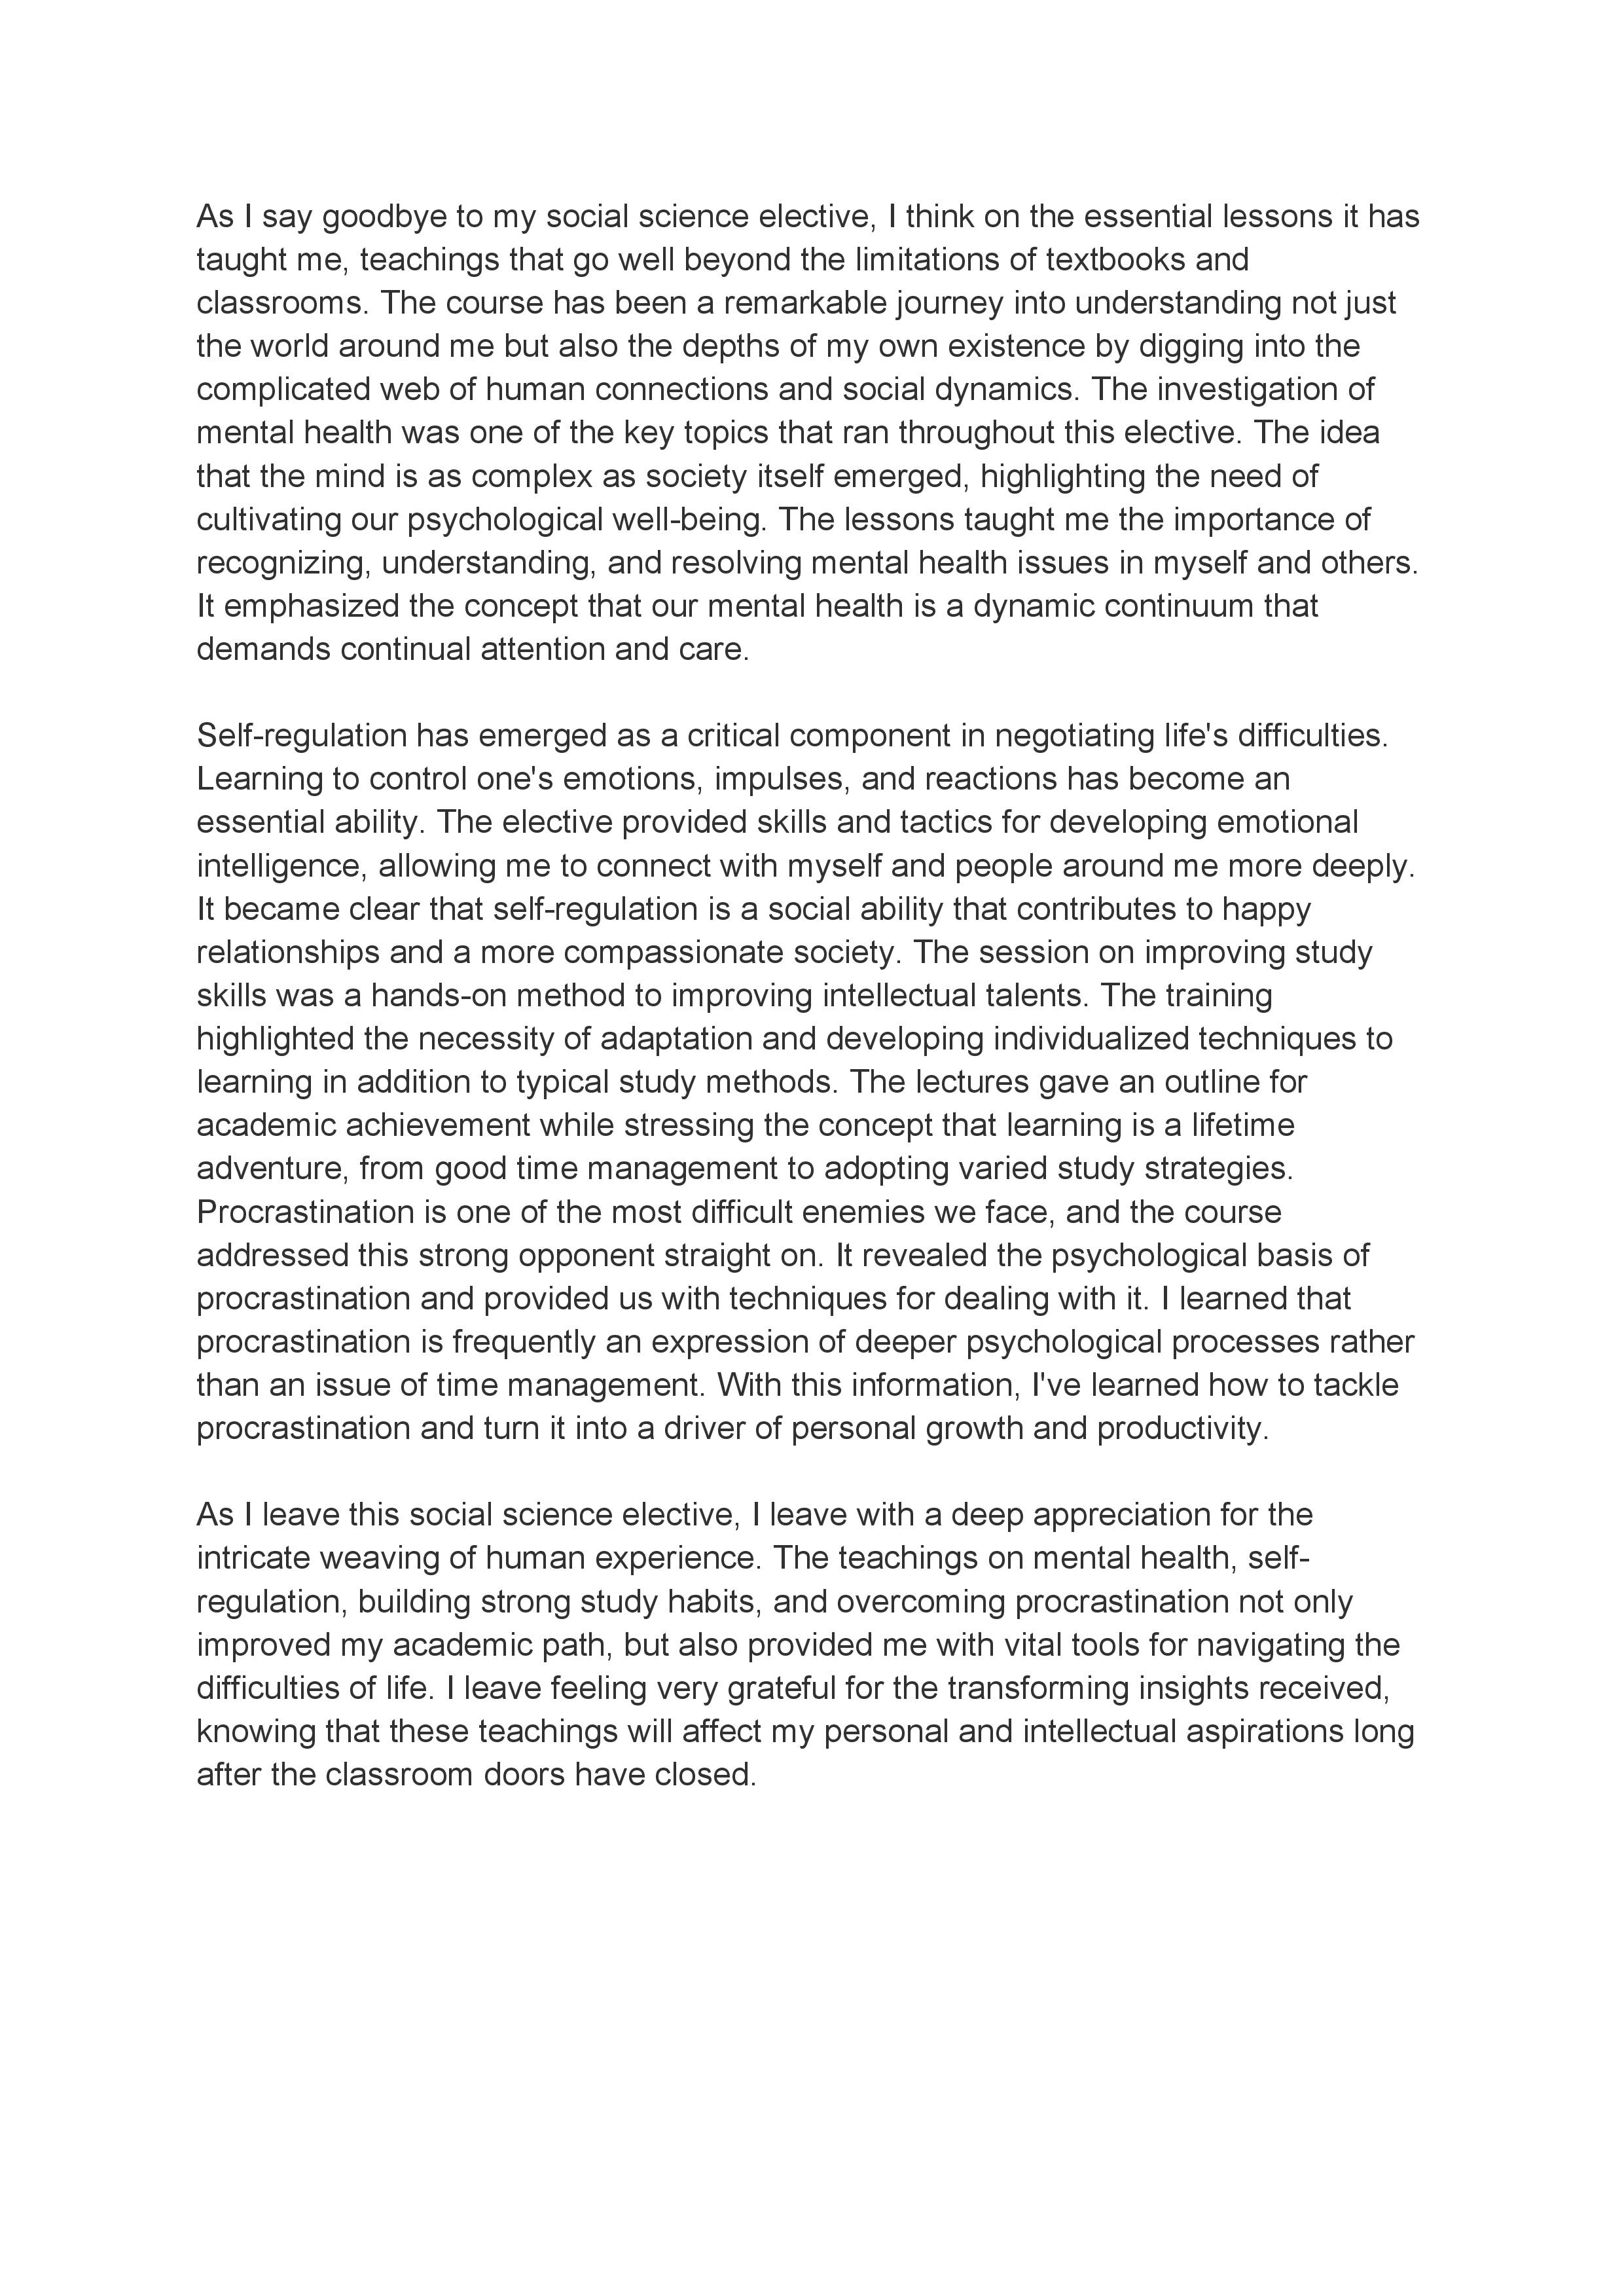 As I say goodbye to my social science elective, I think on the essential lessons it has
taught me, teachings that go well beyond the limitations of textbooks and
classrooms. The course has been a remarkable journey into understanding not just
the world around me but also the depths of my own existence by digging into the
complicated web of human connections and social dynamics. The investigation of
mental health was one of the key topics that ran throughout this elective. The idea
that the mind is as complex as society itself emerged, highlighting the need of
cultivating our psychological well-being. The lessons taught me the importance of
recognizing, understanding, and resolving mental health issues in myself and others.
It emphasized the concept that our mental health is a dynamic continuum that
demands continual attention and care.
Self-regulation has emerged as a critical component in negotiating life's difficulties.
Learning to control one's emotions, impulses, and reactions has become an
essential ability. The elective provided skills and tactics for developing emotional
intelligence, allowing me to connect with myself and people around me more deeply.
It became clear that self-regulation is a social ability that contributes to happy
relationships and a more compassionate society. The session on improving study
skills was a hands-on method to improving intellectual talents. The training
highlighted the necessity of adaptation and developing individualized techniques to
learning in addition to typical study methods. The lectures gave an outline for
academic achievement while stressing the concept that learning is a lifetime
adventure, from good time management to adopting varied study strategies.
Procrastination is one of the most difficult enemies we face, and the course
addressed this strong opponent straight on. It revealed the psychological basis of
procrastination and provided us with techniques for dealing with it. I learned that
procrastination is frequently an expression of deeper psychological processes rather
than an issue of time management. With this information, I've learned how to tackle
procrastination and turn it into a driver of personal growth and productivity.
As I leave this social science elective, I leave with a deep appreciation for the
intricate weaving of human experience. The teachings on mental health, self-
regulation, building strong study habits, and overcoming procrastination not only
improved my academic path, but also provided me with vital tools for navigating the
difficulties of life. I leave feeling very grateful for the transforming insights received,
knowing that these teachings will affect my personal and intellectual aspirations long
after the classroom doors have closed.